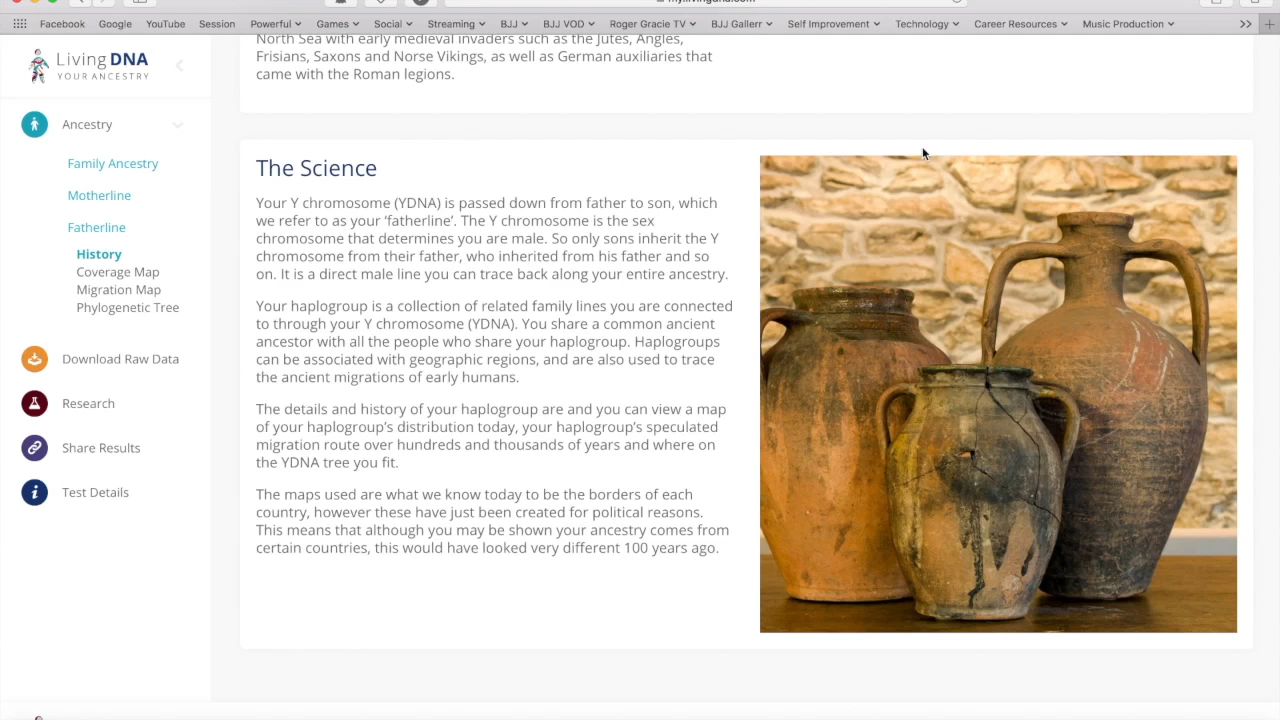 Facebook Google YouTube Session Powerful Games Social Streaming BJJ BJJ VOD Roger Gracie TV BJJ Gallerr Self Improvement Technology Career Resources Music Production
Living DNA
YOUR ANCESTRY
Ancestry
Family Ancestry
Motherline
Fatherline
History
Coverage Map
Migration Map
Phylogenetic Tree
Download Raw Data
Research
Share Results
Test Details
North Sea with early medieval invaders such as the Jutes, Angles,
Frisians, Saxons and Norse Vikings, as well as German auxiliaries that
came with the Roman legions.
The Science
Your Y chromosome (YDNA) is passed down from father to son, which
we refer to as your ‘fatherline’. The Y chromosome is the sex
chromosome that determines you are male. So only sons inherit the Y
chromosome from their father, who inherited from his father and so
on. It is a direct male line you can trace back along your entire ancestry.
Your haplogroup is a collection of related family lines you are connected
to through your Y chromosome (YDNA). You share a common ancient
ancestor with all the people who share your haplogroup. Haplogroups
can be associated with geographic regions, and are also used to trace
the ancient migrations of early humans.
The details and history of your haplogroup are and you can view a map
of your haplogroup’s distribution today, your haplogroup’s speculated
migration route over hundreds and thousands of years and where on
the YDNA tree you fit.
The maps used are what we know today to be the borders of each
country, however these have just been created for political reasons.
This means that although you may be shown your ancestry comes from
certain countries, this would have looked very different 100 years ago.